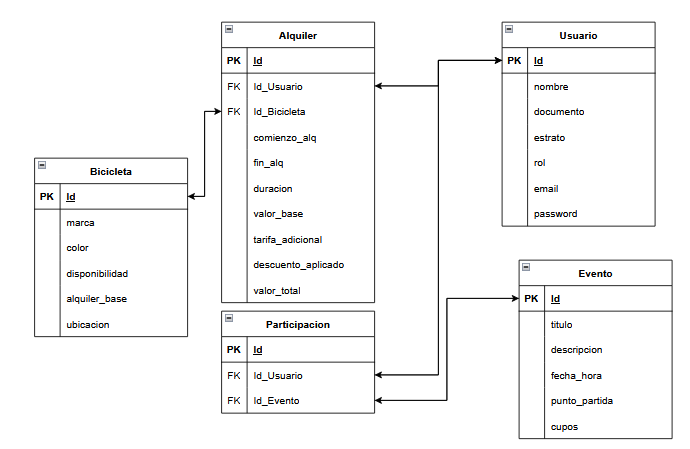 Alquiler
PK Id
FK Id_Usuario
FK Id_Bicicleta
comienzo_alq
fin_alq
duracion
valor_base
tarifa_adicional
descuento_aplicado
valor_total
Usuario
PK Id
nombre
documento
estrato
rol
email
password
Bicicleta
PK Id
marca
color
disponibilidad
alquiler_base
ubicacion
Participacion
PK Id
FK Id_Usuario
FK Id_Evento
Evento
PK Id
titulo
descripcion
fecha_hora
punto_partida
cupos